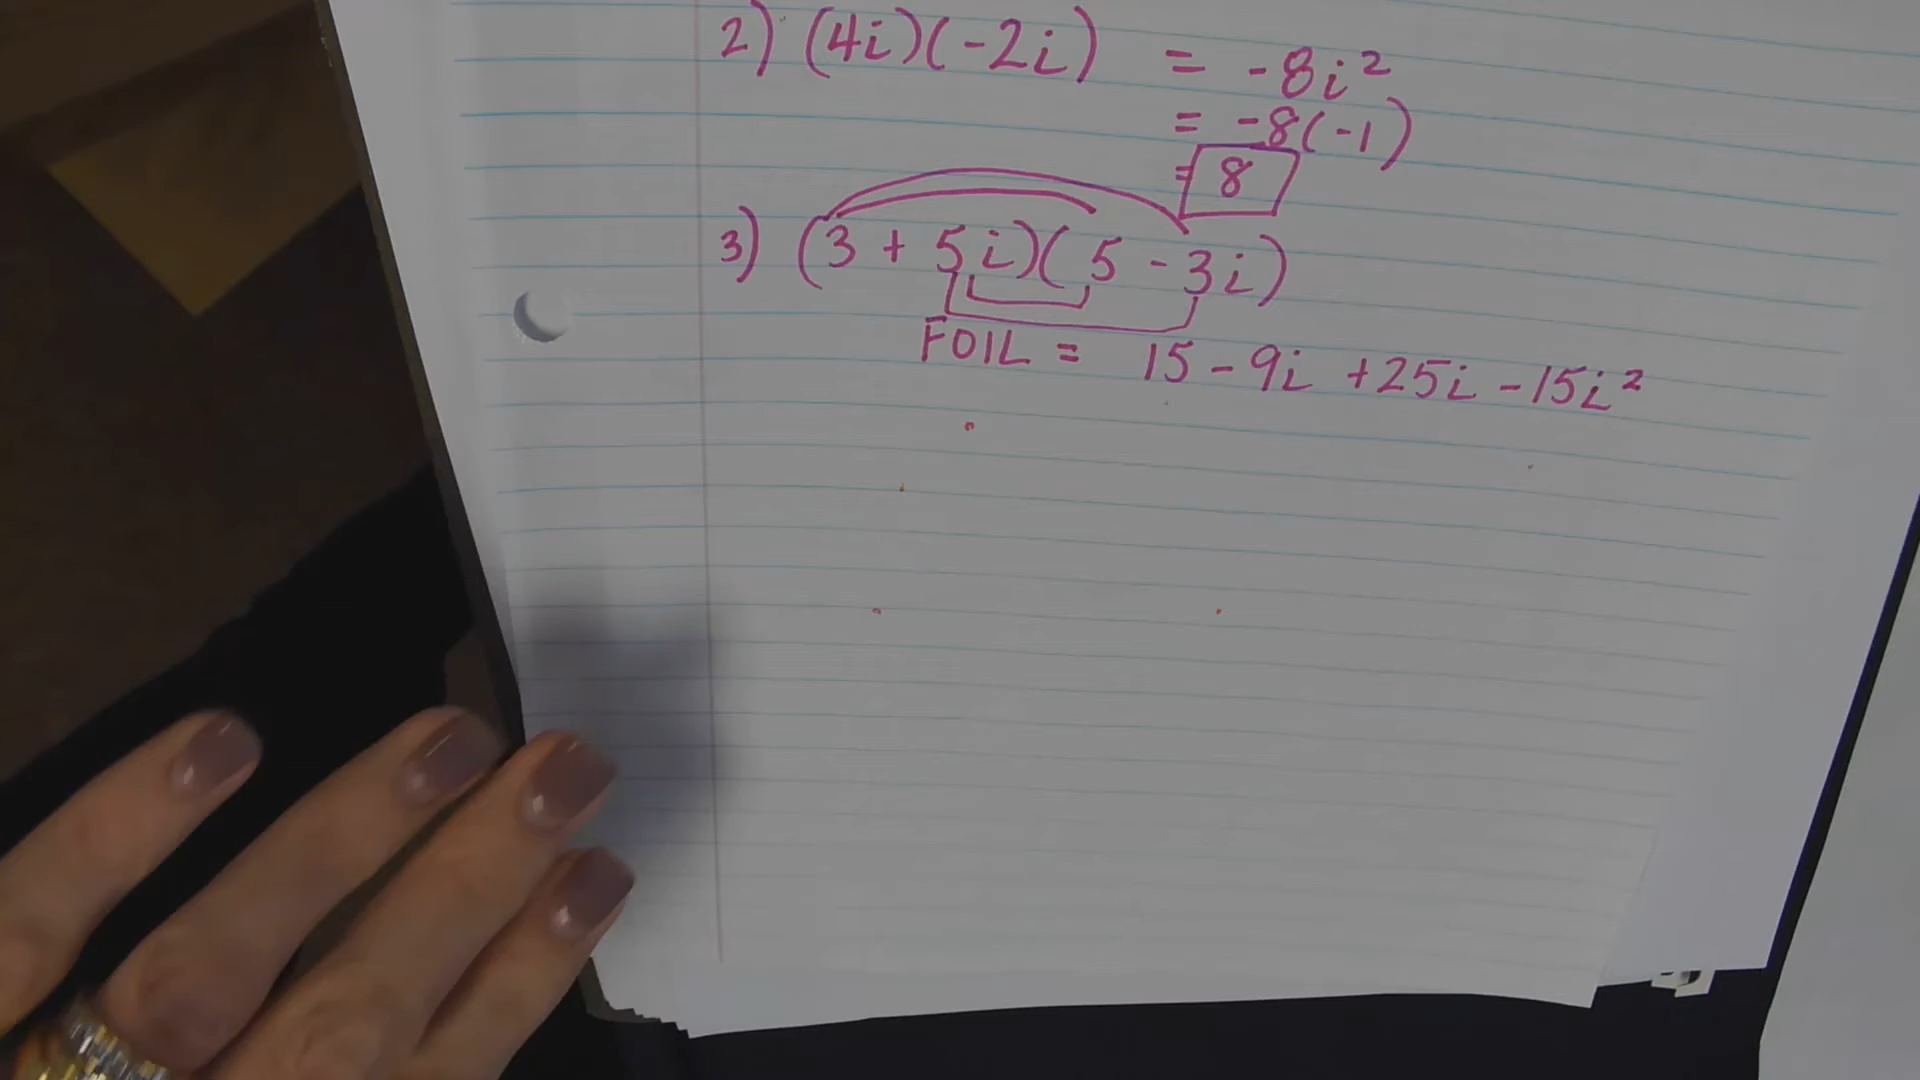 2) (4i)(-2i) = -8i²
= -8(-1)
= 8
3) (3 + 5i)(5 - 3i)
FOIL = 15 - 9i + 25i - 15i²